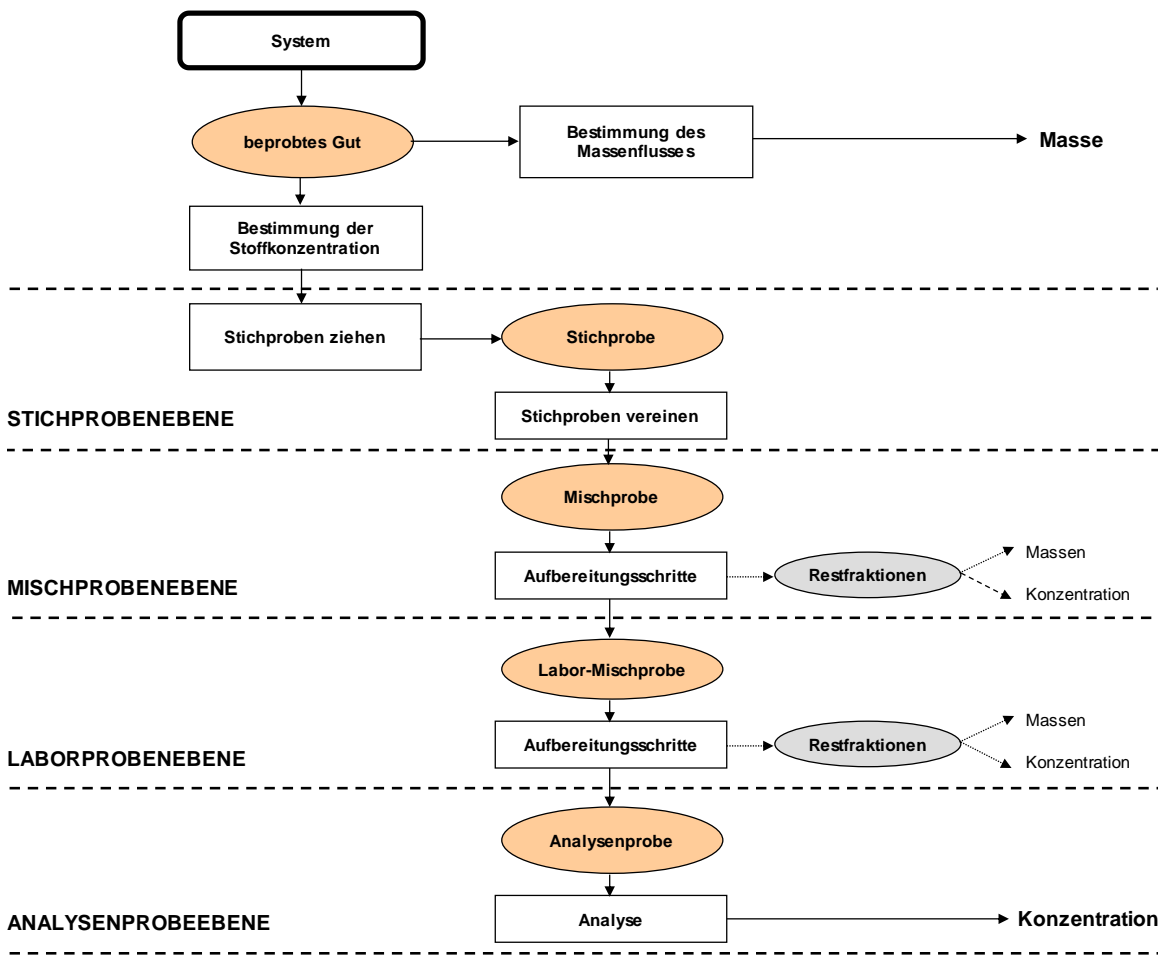 System
beprobtes Gut
Bestimmung des
Massenflusses
Masse
Bestimmung der
Stoffkonzentration
Stichproben ziehen
Stichprobe
STICHPROBENEBENE
Stichproben vereinen
Mischprobe
Aufbereitungsschritte
Restfraktionen
Massen
Konzentration
MISCHPROBENEBENE
Labor-Mischprobe
Aufbereitungsschritte
Restfraktionen
Massen
Konzentration
LABORPROBENEBENE
Analysenprobe
ANALYSENPROBEEBENE
Analyse
Konzentration